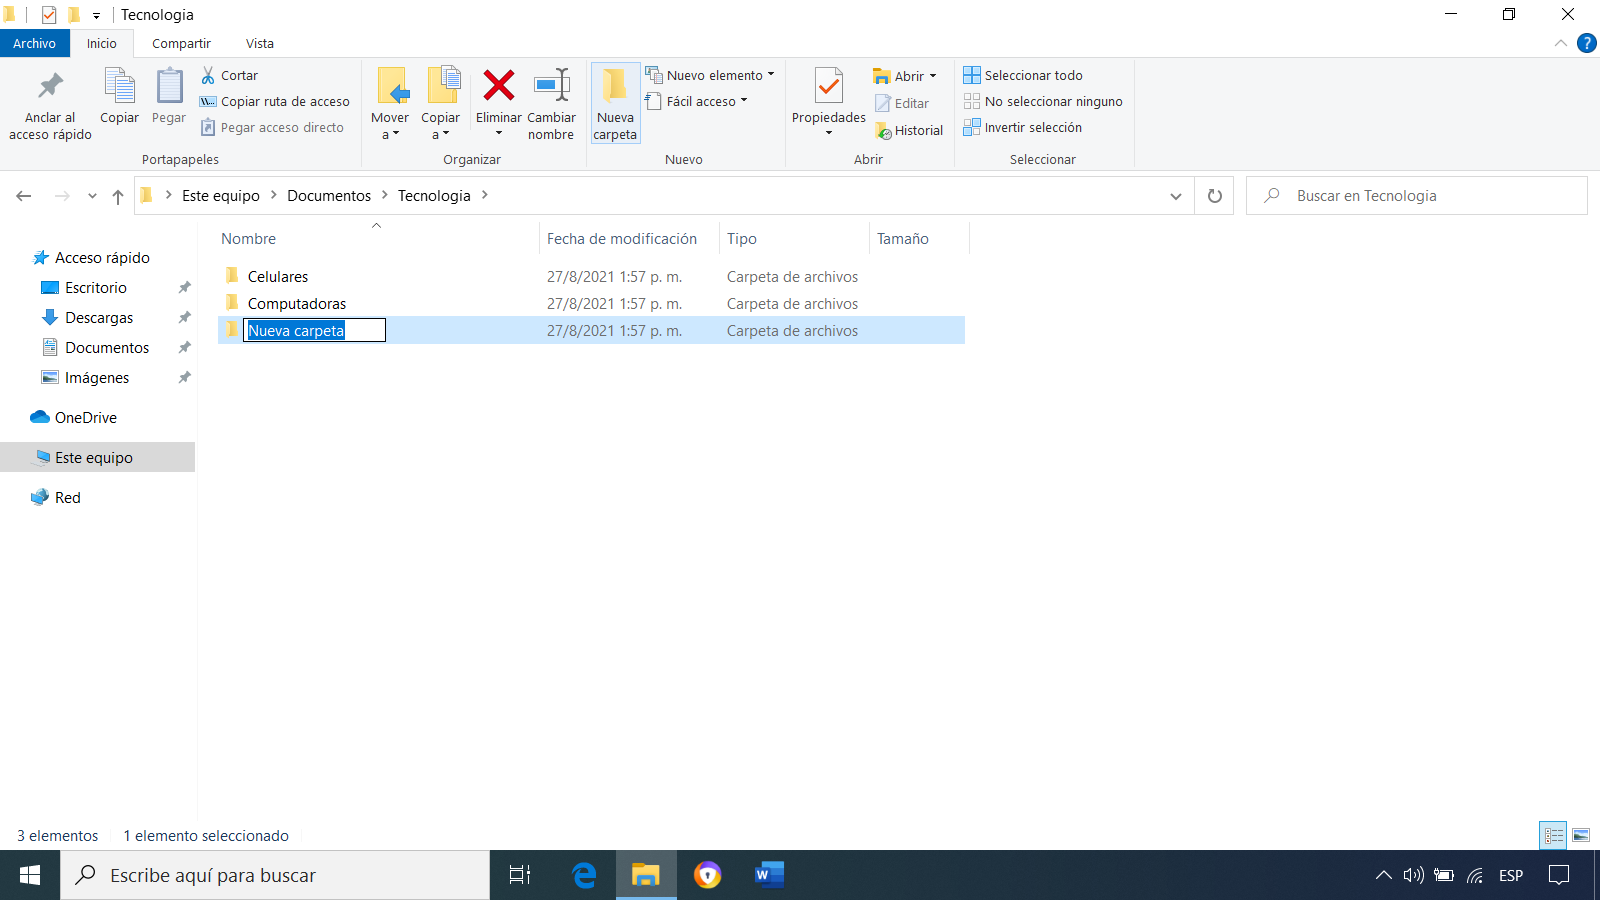 Tecnologia
Archivo Inicio Compartir Vista
Anclar al acceso rápido
Copiar
Pegar
Cortar
Copiar ruta de acceso
Pegar acceso directo
Portapapeles
Mover a
Copiar a
Eliminar
Cambiar nombre
Organizar
Nueva carpeta
Nuevo elemento
Fácil acceso
Nuevo
Propiedades
Abrir
Editar
Historial
Abrir
Seleccionar todo
No seleccionar ninguno
Invertir selección
Seleccionar
Este equipo > Documentos > Tecnologia >
Buscar en Tecnologia
Acceso rápido
Escritorio
Descargas
Documentos
Imágenes
OneDrive
Este equipo
Red
Nombre Fecha de modificación Tipo Tamaño
Celulares 27/8/2021 1:57 p. m. Carpeta de archivos
Computadoras 27/8/2021 1:57 p. m. Carpeta de archivos
Nueva carpeta 27/8/2021 1:57 p. m. Carpeta de archivos
3 elementos 1 elemento seleccionado
Escribe aquí para buscar
ESP